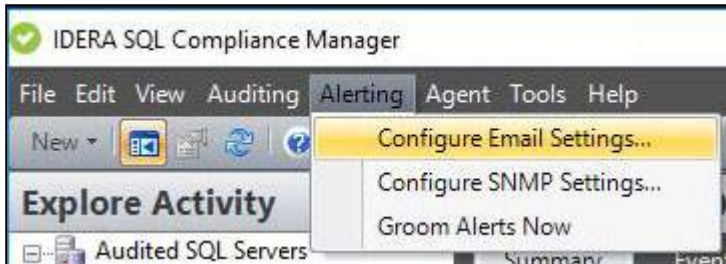 IDERA SQL Compliance Manager
File Edit View Auditing Alerting Agent Tools Help
New
Configure Email Settings...
Configure SNMP Settings...
Groom Alerts Now
Explore Activity
Audited SQL Servers
Summary